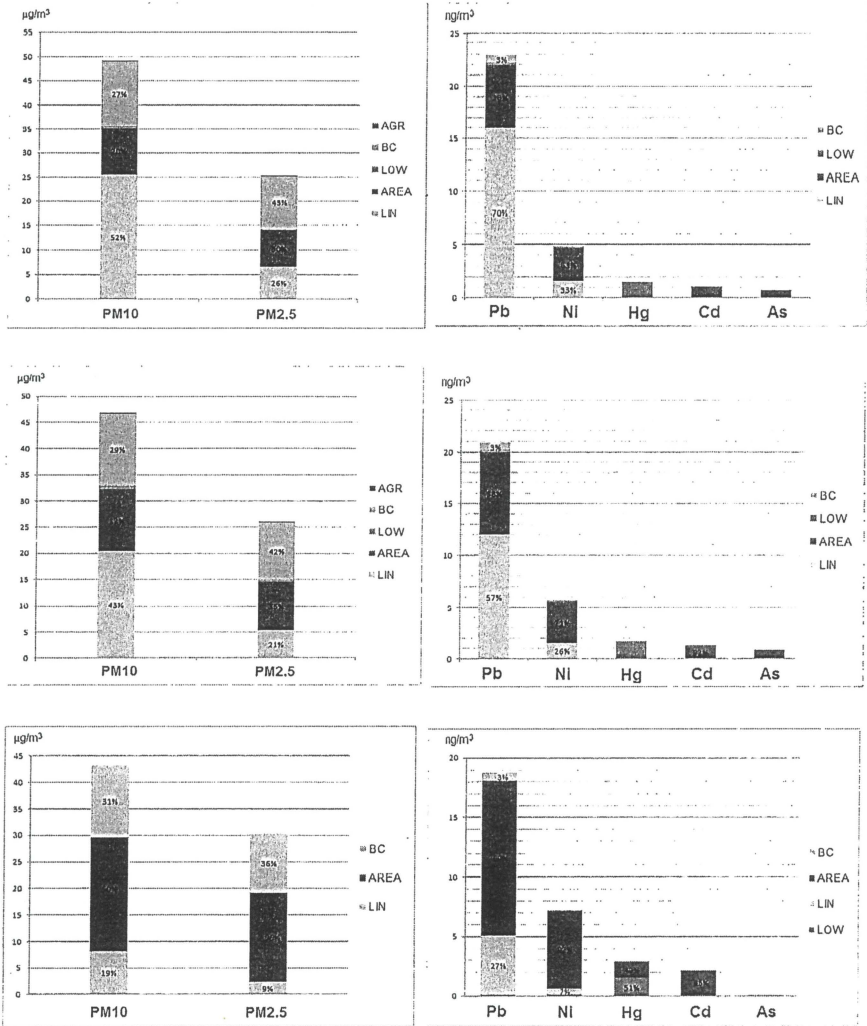 µg/m³
55
50
45
40
35
30
25
20
15
10
5
0
27%
52%
45%
26%
PM10
PM2.5
AGR
BC
LOW
AREA
LIN
ng/m³
25
20
15
10
5
0
3%
70%
33%
Pb
Ni
Hg
Cd
As
BC
LOW
AREA
LIN
µg/m³
50
45
40
35
30
25
20
15
10
5
0
29%
43%
42%
21%
PM10
PM2.5
AGR
BC
LOW
AREA
LIN
ng/m³
25
20
15
10
5
0
3%
57%
26%
Pb
Ni
Hg
Cd
As
BC
LOW
AREA
LIN
µg/m³
45
40
35
30
25
20
15
10
5
0
31%
19%
36%
9%
PM10
PM2.5
BC
AREA
LIN
ng/m³
20
15
10
5
0
3%
27%
7%
51%
Pb
Ni
Hg
Cd
As
BC
AREA
LIN
LOW